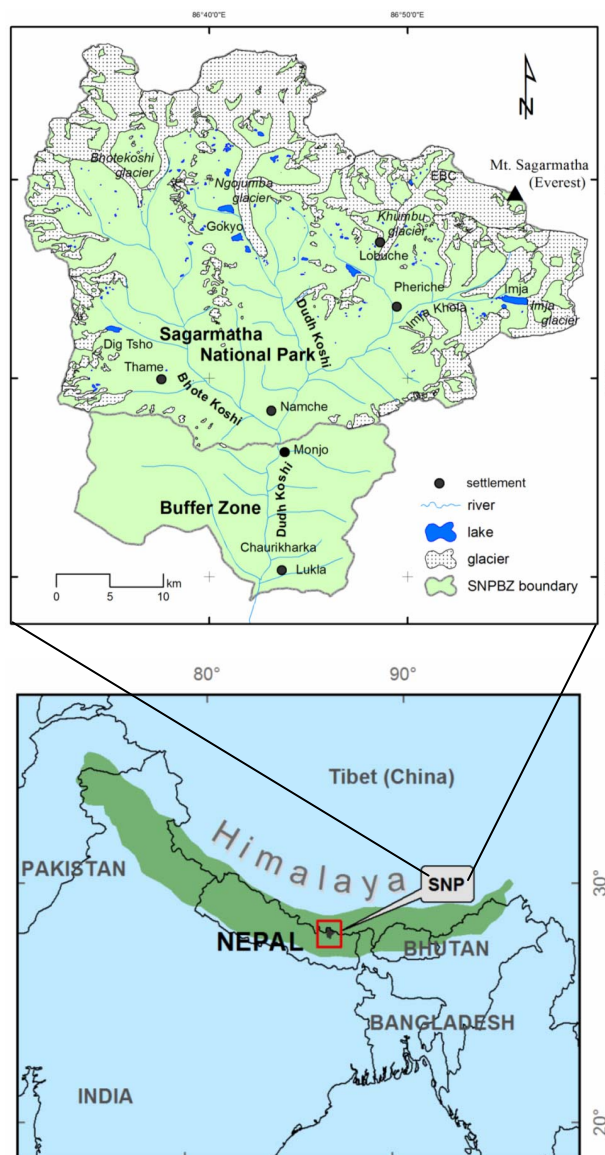 86°40'0"E
86°50'0"E
N
Bhotekoshi
glacier
Ngojumba
glacier
EBC
Mt. Sagarmatha
(Everest)
Gokyo
Khumbu
glacier
Lobuche
Pheriche
Imja
Imja
glacier
Imja Khola
Dudh Koshi
Sagarmatha
National Park
Dig Tsho
Thame
Bhote Koshi
Namche
Monjo
Dudh Koshi
Buffer Zone
Chaurikharka
Lukla
settlement
river
lake
glacier
SNPBZ boundary
km
0 5 10
80°
90°
Tibet (China)
Himalaya
PAKISTAN
SNP
30°
NEPAL
BHUTAN
BANGLADESH
INDIA
20°